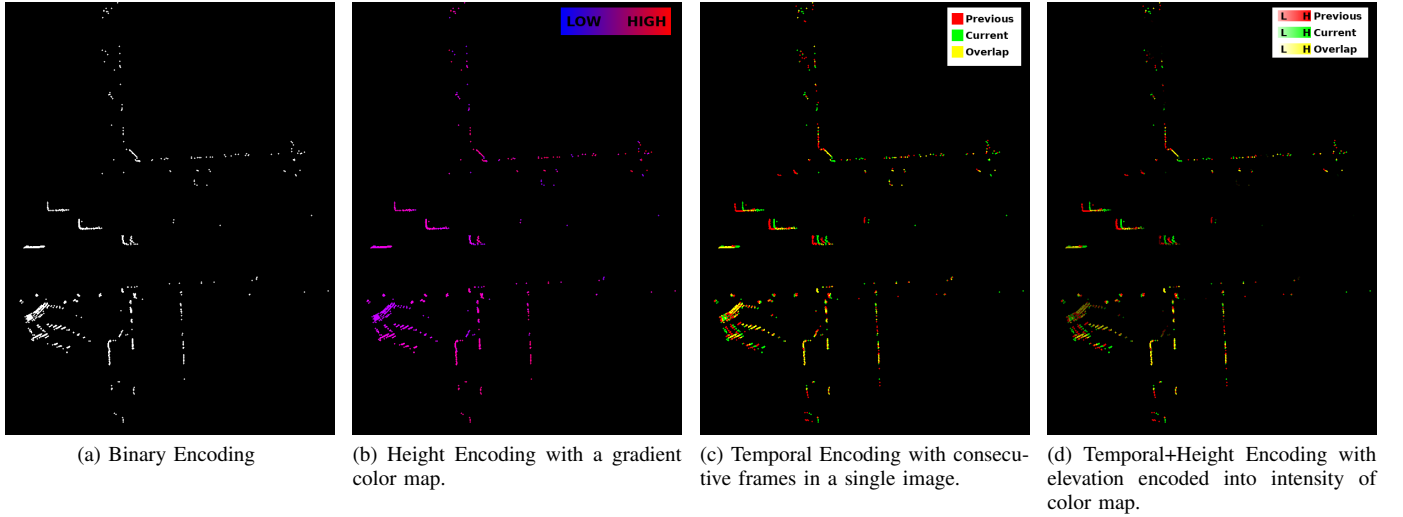 LOW HIGH
Previous
Current
Overlap
L H Previous
L H Current
L H Overlap
(a) Binary Encoding
(b) Height Encoding with a gradient
color map.
(c) Temporal Encoding with consecu-
tive frames in a single image.
(d) Temporal+Height Encoding with
elevation encoded into intensity of
color map.